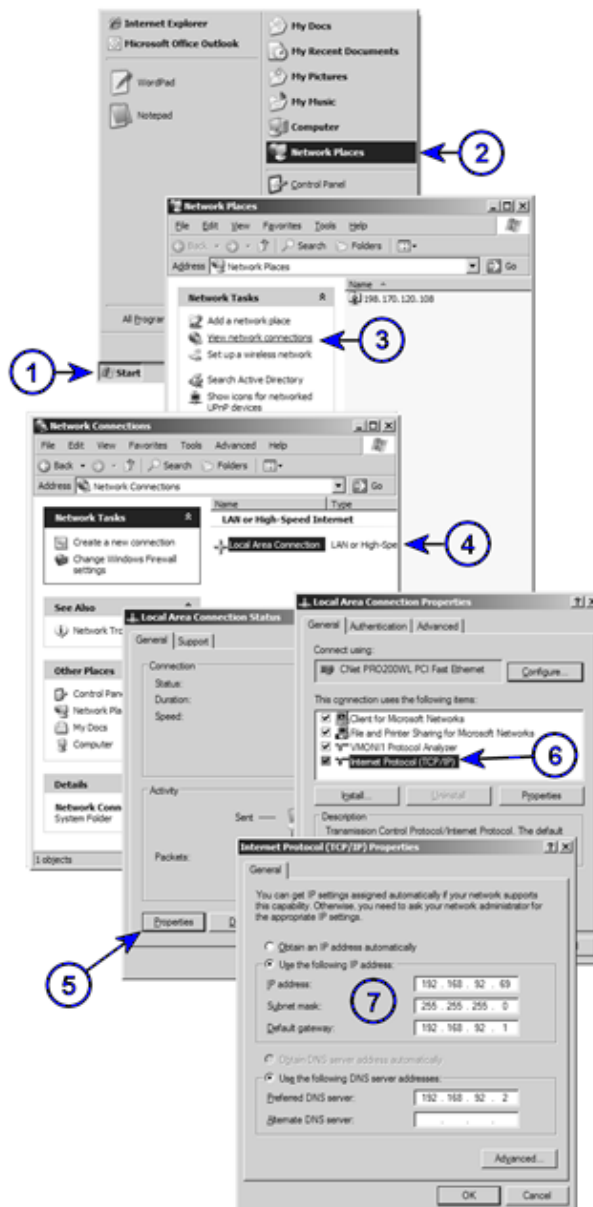 Internet Explorer
Microsoft Office Outlook
WordPad
Notepad
My Docs
My Recent Documents
My Pictures
My Music
Computer
Network Places
2
Control Panel
All Progra
1
Start
Network Places
File Edit View Favorites Tools Help
Back Search Folders
Address Network Places Go
Network Tasks
Add a network place
View network connections
3
Set up a wireless network
Search Active Directory
Show icons for networked
UPnP devices
Name
198.170.120.108
Network Connections
File Edit View Favorites Tools Advanced Help
Back Search Folders
Address Network Connections Go
Network Tasks
Create a new connection
Change Windows Firewall
settings
See Also
Network Tro
Other Places
Control Pan
Network Pla
My Docs
Computer
Details
Network Conn
System Folder
1 objects
Name Type
LAN or High-Speed Internet
Local Area Connection LAN or High-Spe
4
Local Area Connection Status
General Support
Connection
Status:
Duration:
Speed:
Activity
Sent
Packets:
Properties D
5
Local Area Connection Properties
General Authentication Advanced
Connect using:
CNet PRO200WL PCI Fast Ethernet Configure...
This connection uses the following items:
Client for Microsoft Networks
File and Printer Sharing for Microsoft Networks
VMONI1 Protocol Analyzer
Internet Protocol (TCP/IP)
6
Install... Uninstall Properties
Description
Transmission Control Protocol/Internet Protocol. The default
Internet Protocol (TCP/IP) Properties
General
You can get IP settings assigned automatically if your network supports
this capability. Otherwise, you need to ask your network administrator for
the appropriate IP settings.
Obtain an IP address automatically
Use the following IP address:
IP address: 192 . 168 . 92 . 69
Subnet mask: 255 . 255 . 255 . 0
Default gateway: 192 . 168 . 92 . 1
7
Obtain DNS server address automatically
Use the following DNS server addresses:
Preferred DNS server: 192 . 168 . 92 . 2
Alternate DNS server: . . .
Advanced...
OK Cancel